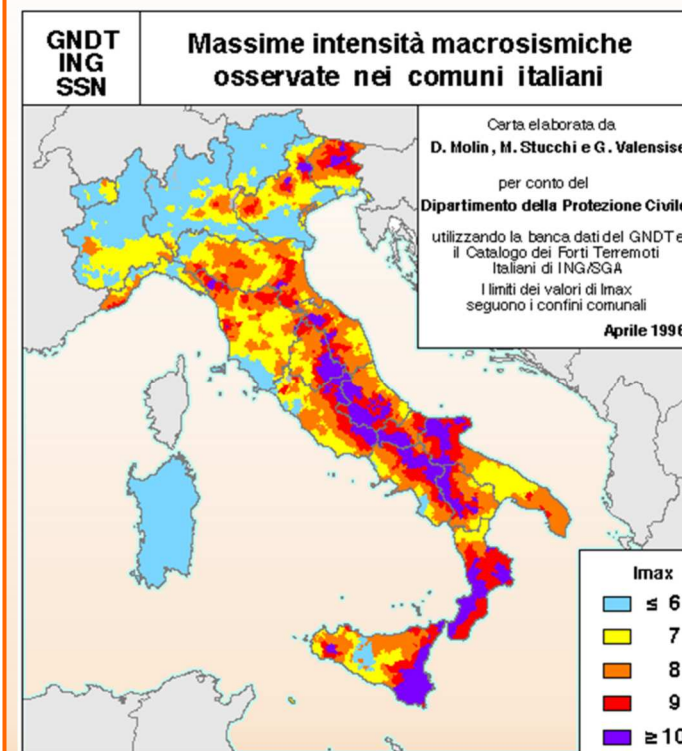 GNDT
ING
SSN
Massime intensità macrosismiche
osservate nei comuni italiani
Carta elaborata da
D. Molin, M. Stucchi e G. Valensise
per conto del
Dipartimento della Protezione Civile
utilizzando la banca dati del GNDT e
il Catalogo dei Forti Terremoti
Italiani di ING/SGA
I limiti dei valori di Imax
seguono i confini comunali
Aprile 1996
Imax
≤ 6
7
8
9
≥ 10